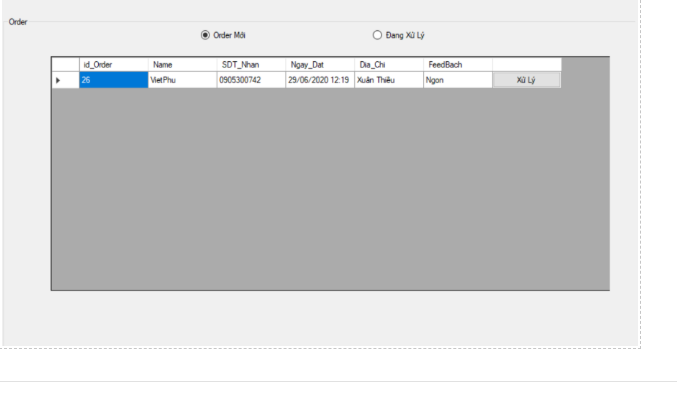 Order
Order Mới Đang Xử Lý
id_Order Name SDT_Nhan Ngay_Dat Dia_Chi FeedBach
26 VietPhu 0905300742 29/06/2020 12:19 Xuân Thiều Ngon Xử Lý